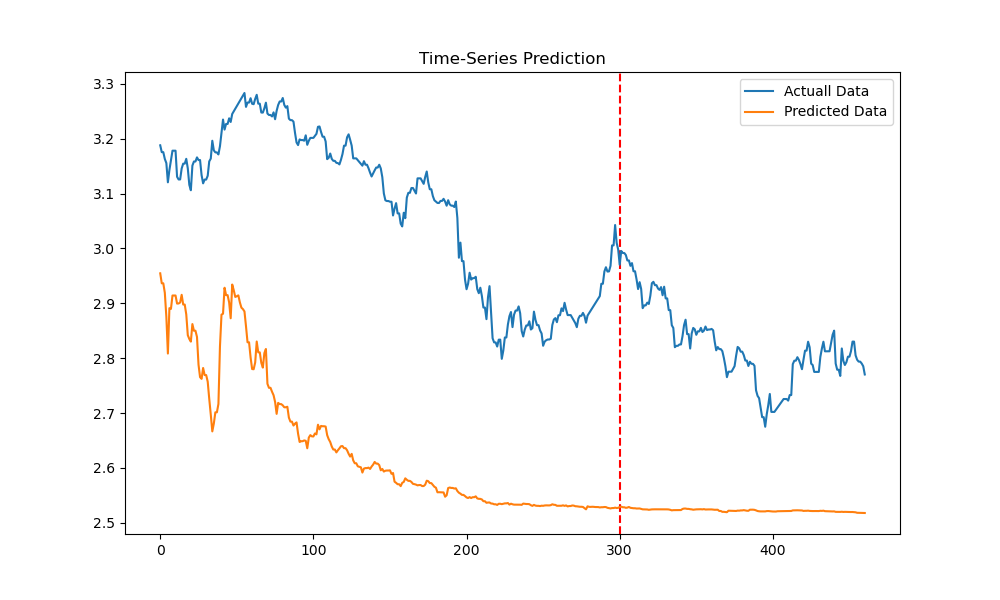 Time-Series Prediction
Actuall Data
Predicted Data
3.3
3.2
3.1
3.0
2.9
2.8
2.7
2.6
2.5
0 100 200 300 400